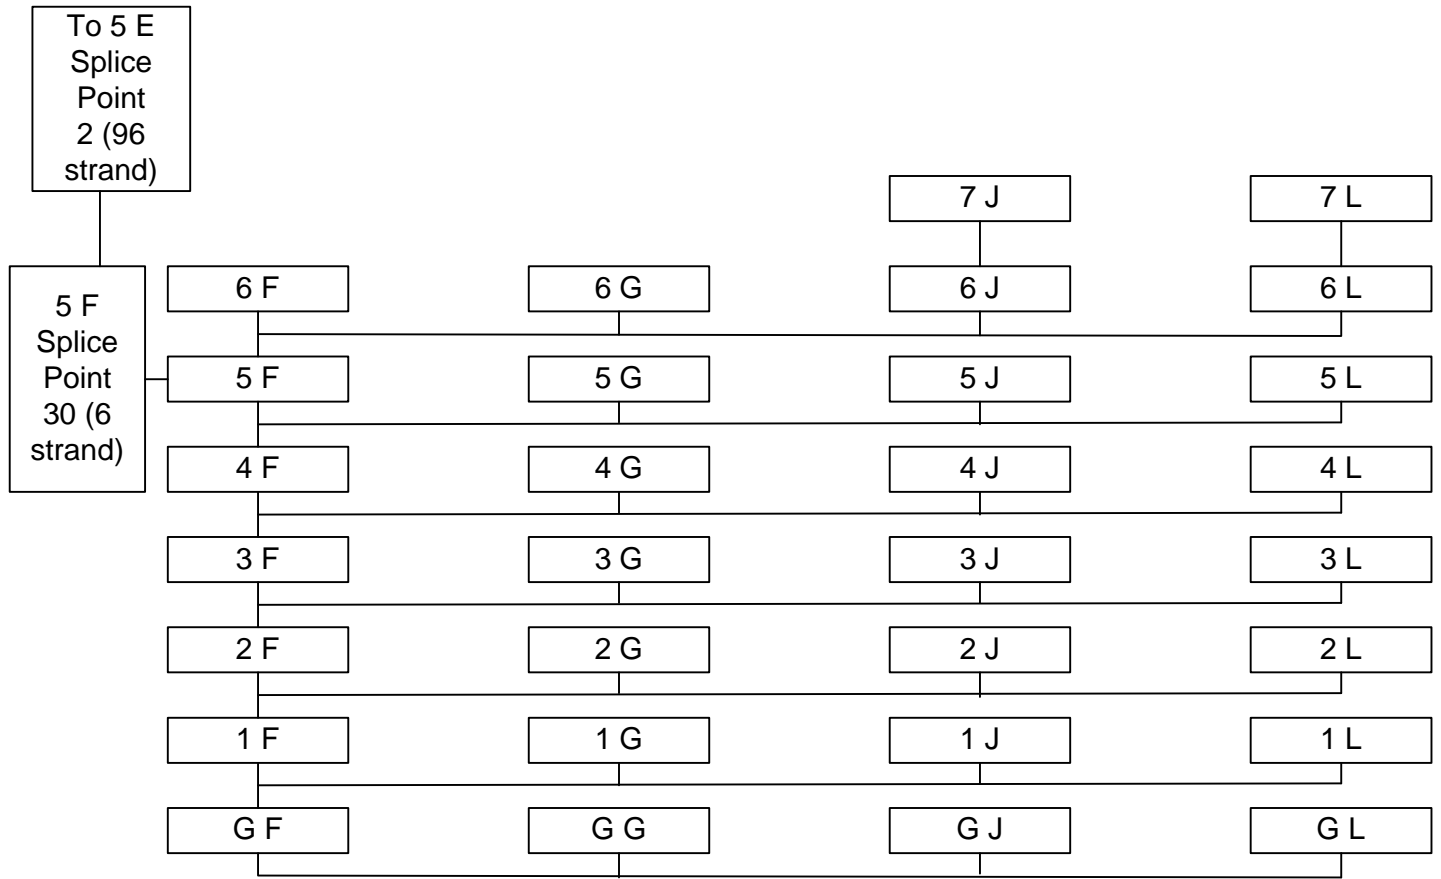 To 5 E
Splice
Point
2 (96
strand)
7 J
7 L
5 F
Splice
Point
30 (6
strand)
6 F
6 G
6 J
6 L
5 F
5 G
5 J
5 L
4 F
4 G
4 J
4 L
3 F
3 G
3 J
3 L
2 F
2 G
2 J
2 L
1 F
1 G
1 J
1 L
G F
G G
G J
G L